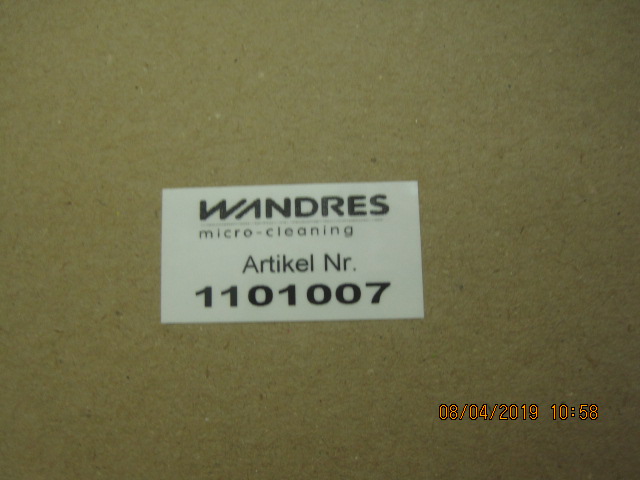 WANDRES
micro-cleaning
Artikel Nr.
1101007
08/04/2019 10:58